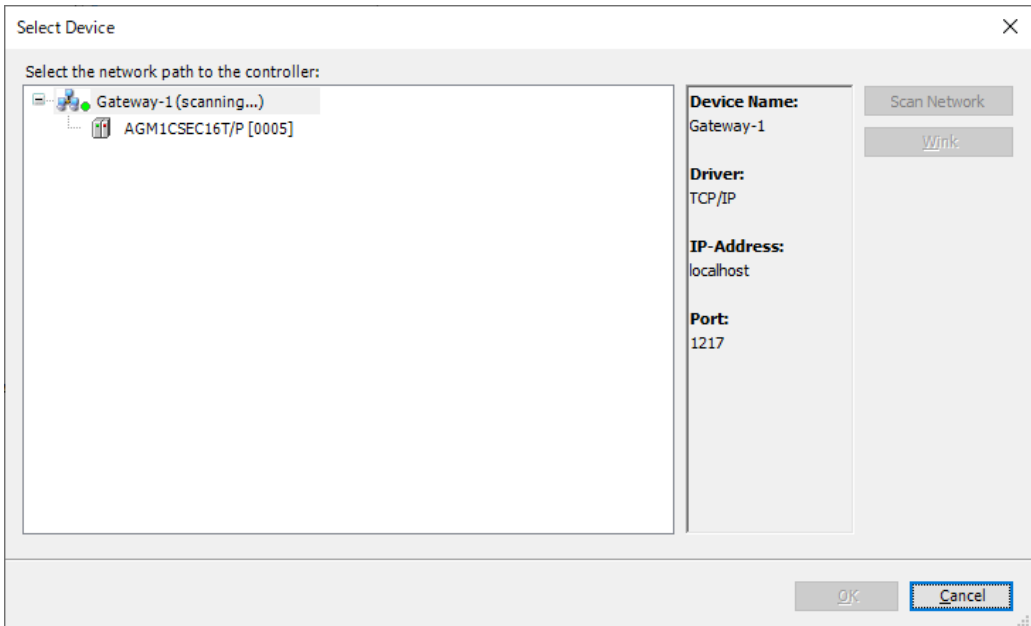 Select Device
Select the network path to the controller:
Gateway-1 (scanning...)
AGM1CSEC16T/P [0005]
Device Name:
Gateway-1
Driver:
TCP/IP
IP-Address:
localhost
Port:
1217
Scan Network
Wink
OK
Cancel